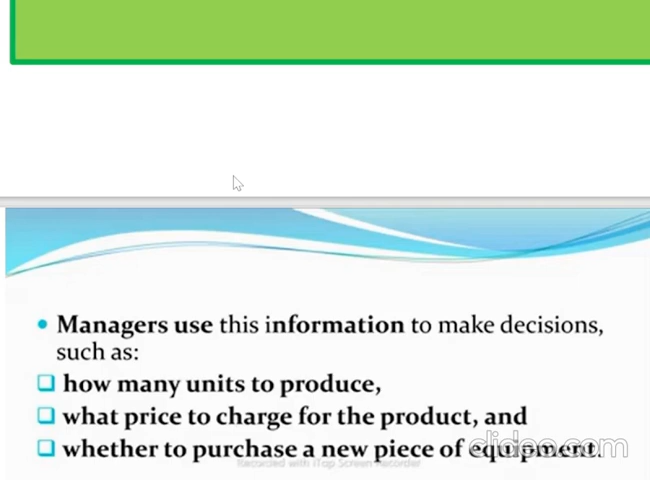 • Managers use this information to make decisions,
such as:
❑ how many units to produce,
❑ what price to charge for the product, and
❑ whether to purchase a new piece of equipment.
clideo.com
Recorded with iTop Screen Recorder